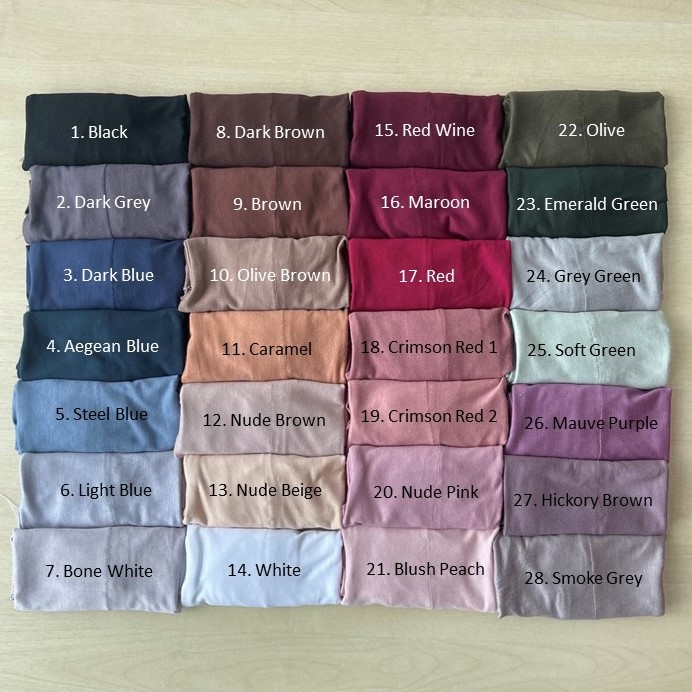 1. Black
2. Dark Grey
3. Dark Blue
4. Aegean Blue
5. Steel Blue
6. Light Blue
7. Bone White
8. Dark Brown
9. Brown
10. Olive Brown
11. Caramel
12. Nude Brown
13. Nude Beige
14. White
15. Red Wine
16. Maroon
17. Red
18. Crimson Red 1
19. Crimson Red 2
20. Nude Pink
21. Blush Peach
22. Olive
23. Emerald Green
24. Grey Green
25. Soft Green
26. Mauve Purple
27. Hickory Brown
28. Smoke Grey